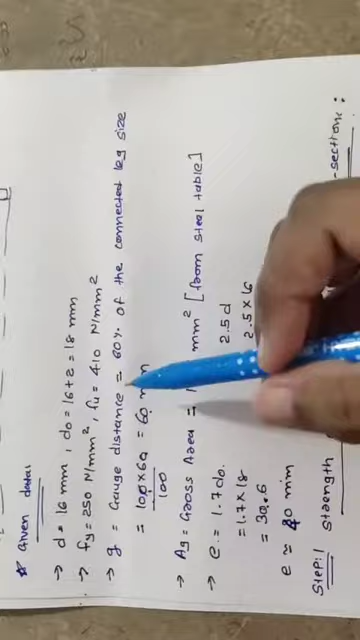 * Given data
→ d = 16 mm, do = 16+2 = 18 mm
→ fy = 250 N/mm², fu = 410 N/mm²
→ g = Gauge distance = 60% of the connected leg size
= 100×60/100 = 60 mm
→ Ag = Gross Area = mm² [from steel table]
→ e = 1.7do. 2.5d
= 1.7×18 2.5×16
= 30.6
e ≈ 40 mm
Step:1 Strength -section: